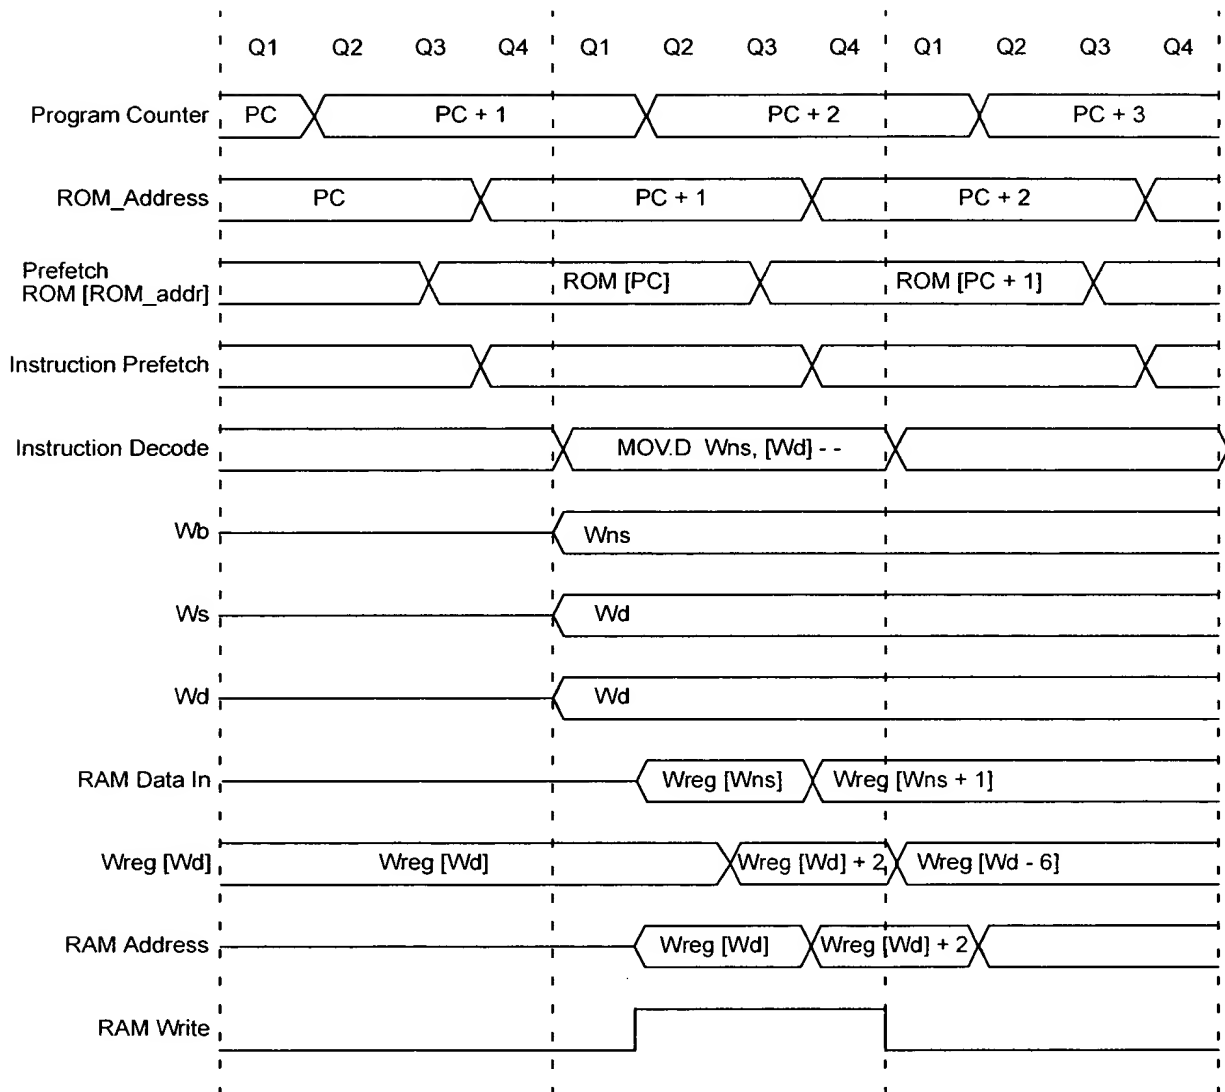 Q1 Q2 Q3 Q4 Q1 Q2 Q3 Q4 Q1 Q2 Q3 Q4
Program Counter PC PC + 1 PC + 2 PC + 3
ROM_Address PC PC + 1 PC + 2
Prefetch
ROM [ROM_addr] ROM [PC] ROM [PC + 1]
Instruction Prefetch
Instruction Decode MOV.D Wns, [Wd] - -
Wb Wns
Ws Wd
Wd Wd
RAM Data In Wreg [Wns] Wreg [Wns + 1]
Wreg [Wd] Wreg [Wd] Wreg [Wd] + 2 Wreg [Wd - 6]
RAM Address Wreg [Wd] Wreg [Wd] + 2
RAM Write